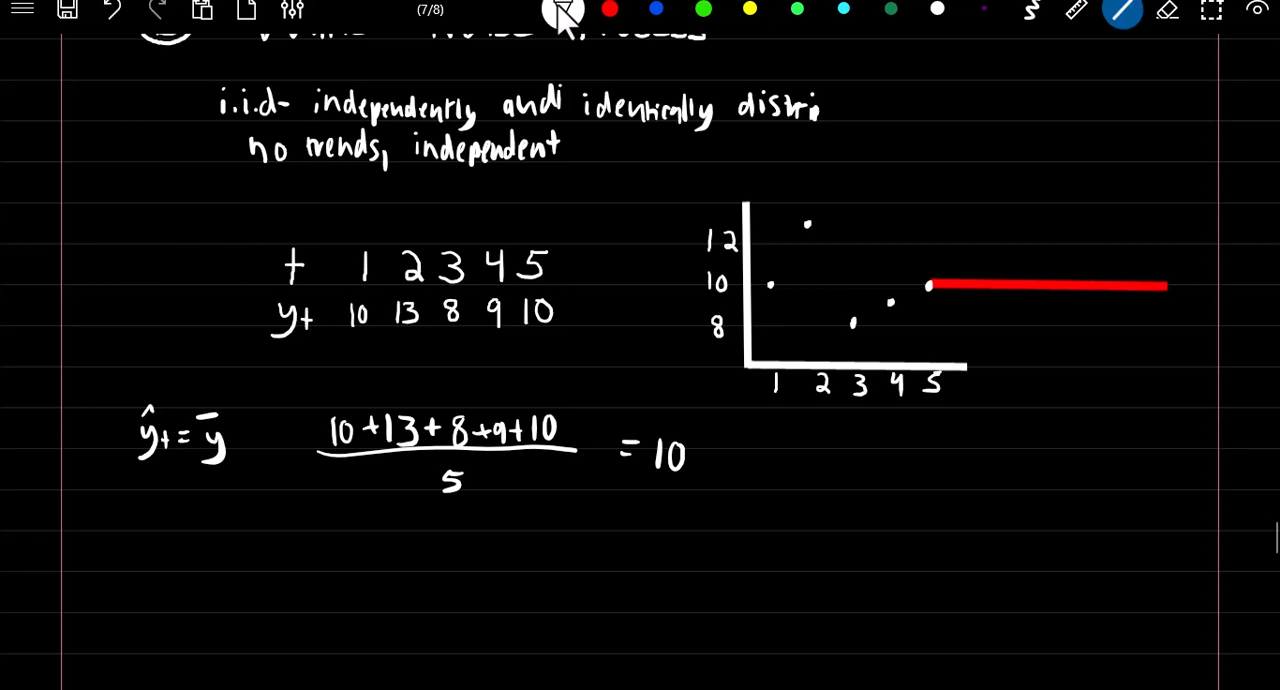 (7/8)
i.i.d- independently and identically distri
no trends, independent
t 1 2 3 4 5
yt 10 13 8 9 10
12
10
8
1 2 3 4 5
ŷt = ȳ
10 + 13 + 8 + 9 + 10
5
= 10